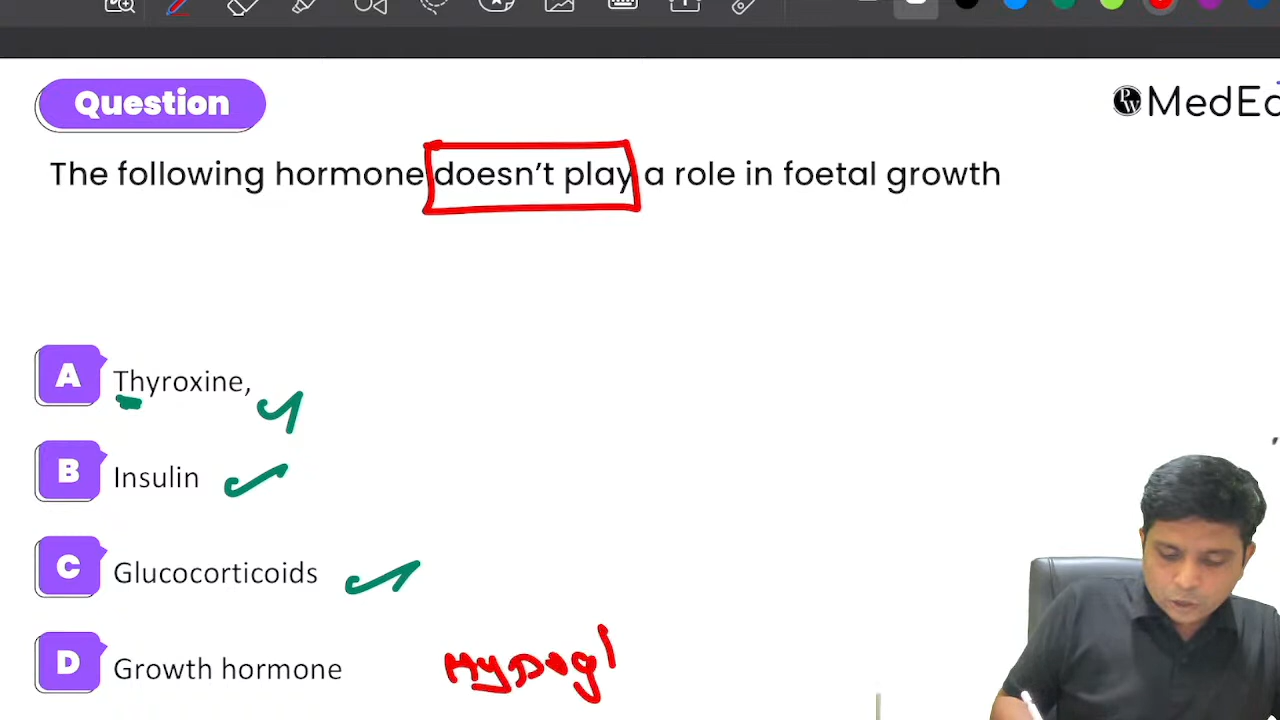 Question
MedEd
The following hormone doesn't play a role in foetal growth
A Thyroxine,
B Insulin
C Glucocorticoids
D Growth hormone